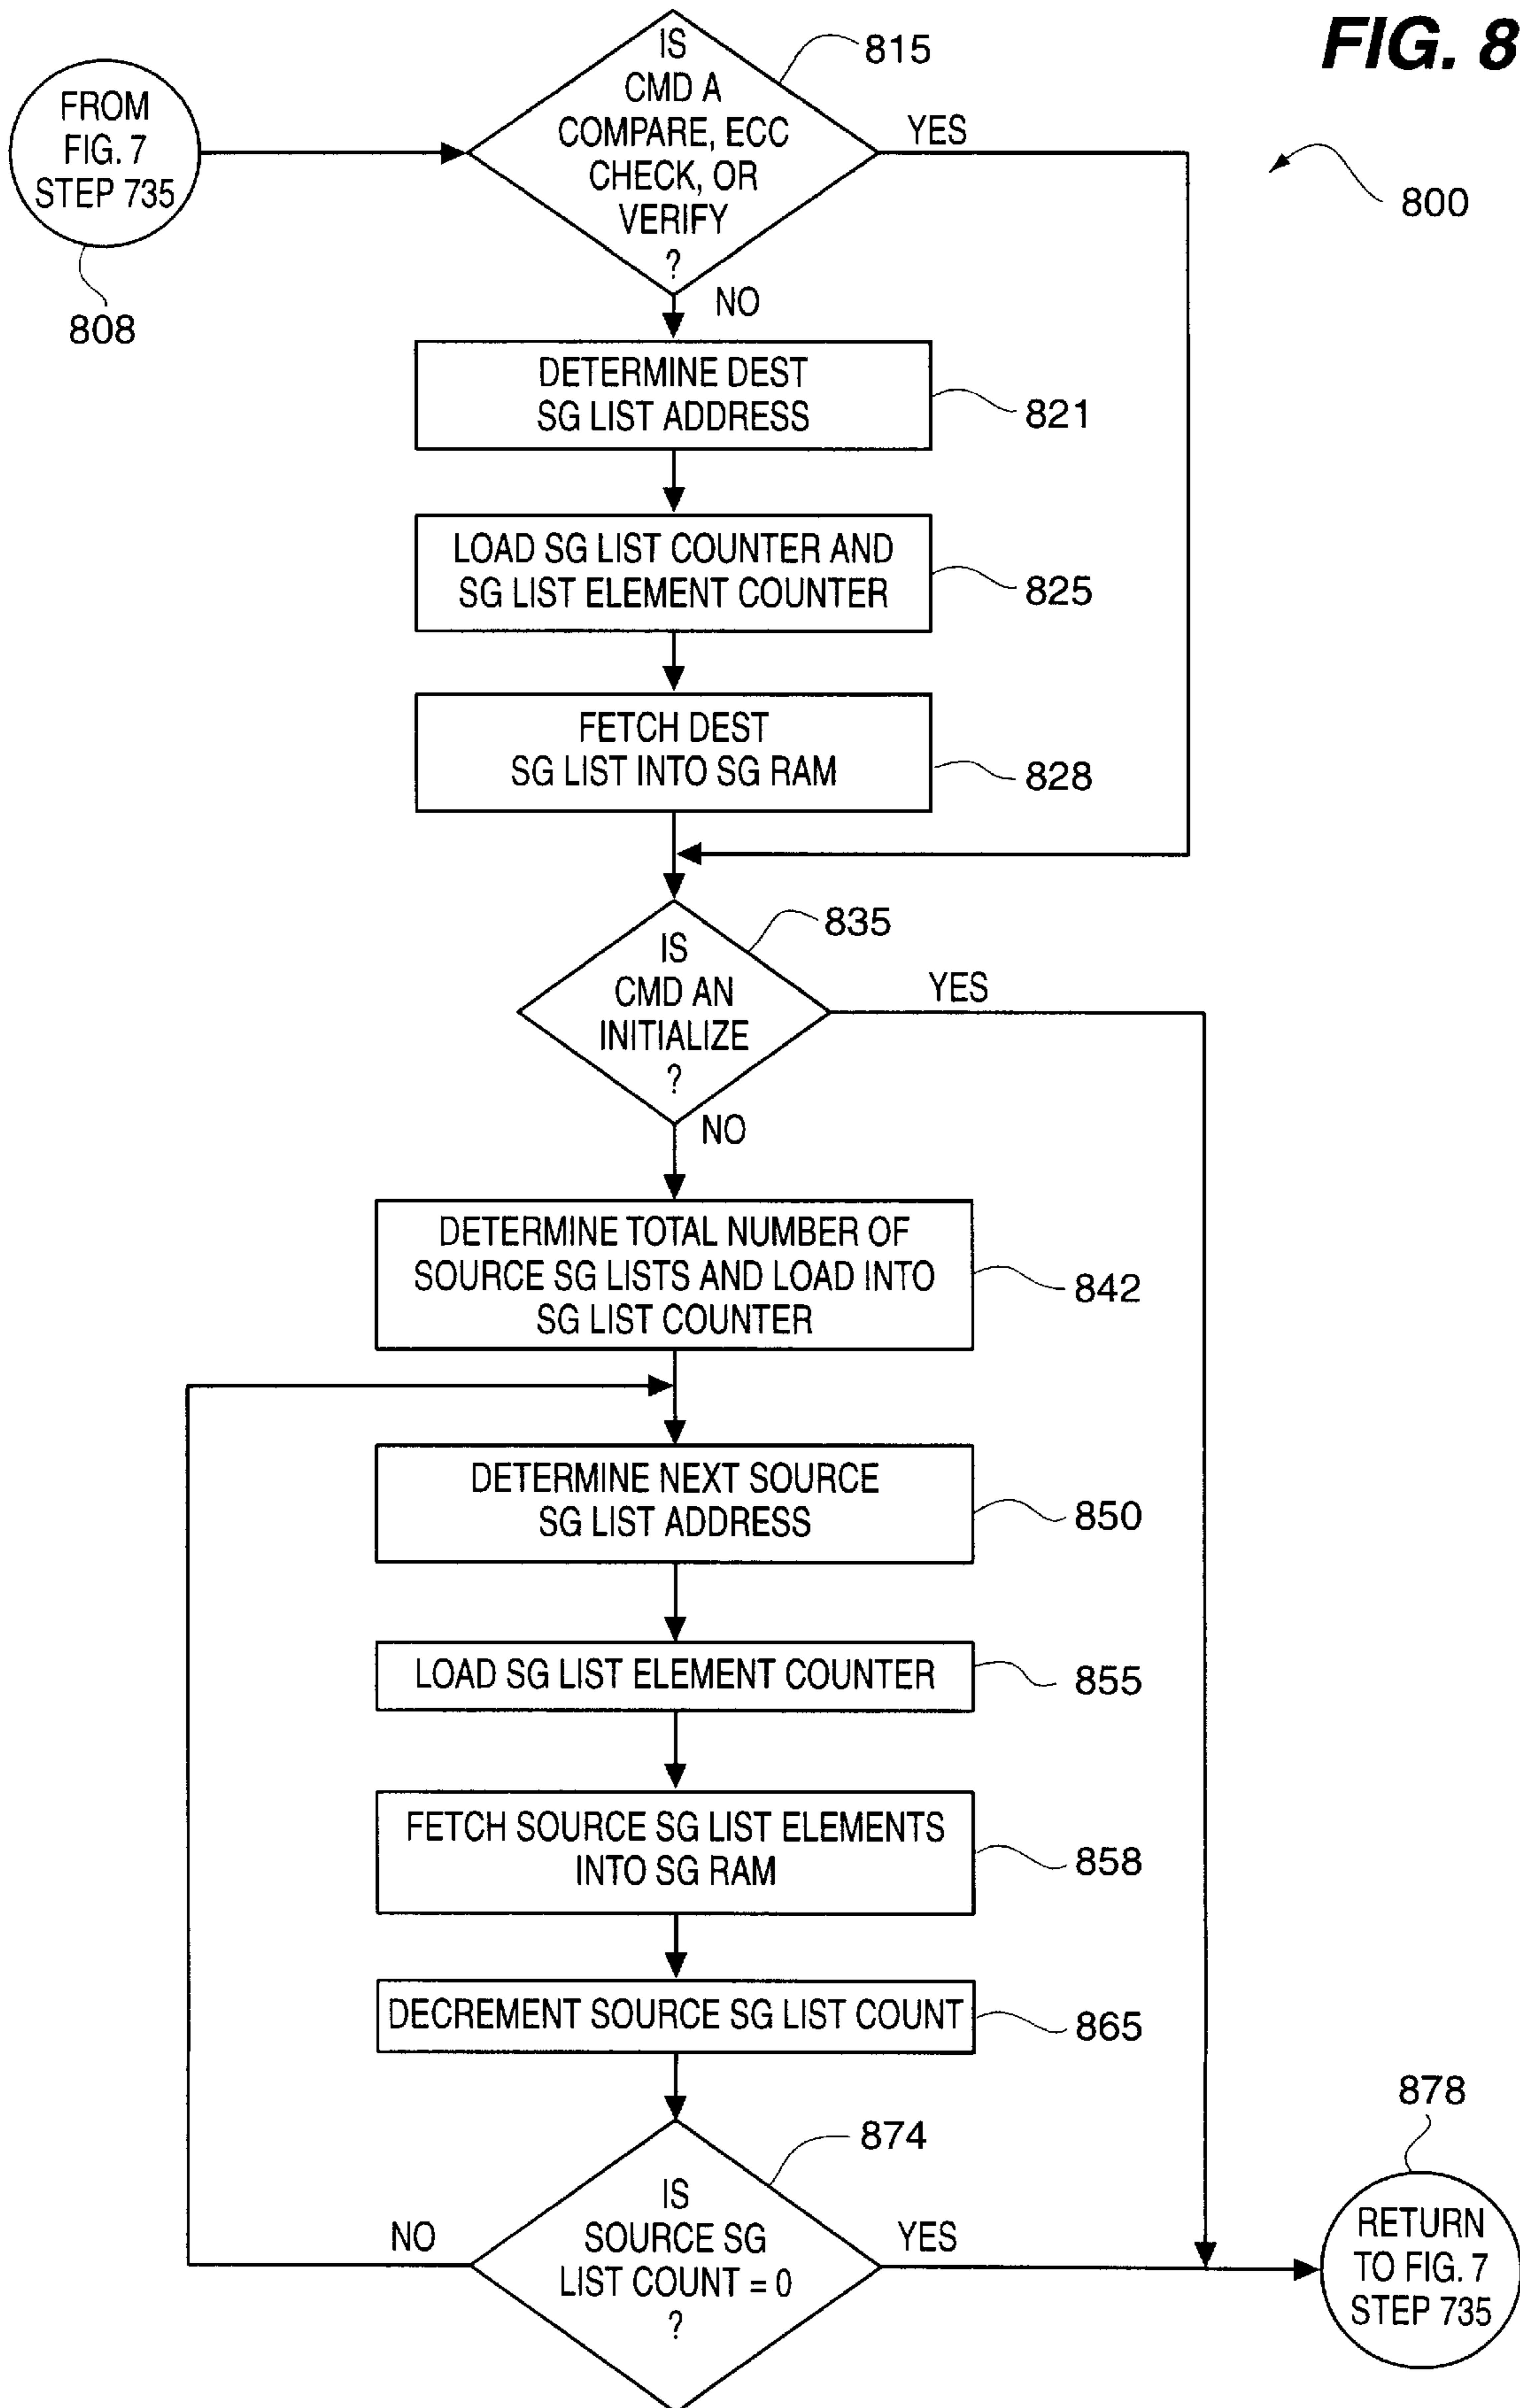 FIG. 8
FROM
FIG. 7
STEP 735
808
IS
CMD A
COMPARE, ECC
CHECK, OR
VERIFY
?
815
YES
800
NO
DETERMINE DEST
SG LIST ADDRESS
821
LOAD SG LIST COUNTER AND
SG LIST ELEMENT COUNTER
825
FETCH DEST
SG LIST INTO SG RAM
828
IS
CMD AN
INITIALIZE
?
835
YES
NO
DETERMINE TOTAL NUMBER OF
SOURCE SG LISTS AND LOAD INTO
SG LIST COUNTER
842
DETERMINE NEXT SOURCE
SG LIST ADDRESS
850
LOAD SG LIST ELEMENT COUNTER
855
FETCH SOURCE SG LIST ELEMENTS
INTO SG RAM
858
DECREMENT SOURCE SG LIST COUNT
865
IS
SOURCE SG
LIST COUNT = 0
?
874
NO
YES
878
RETURN
TO FIG. 7
STEP 735